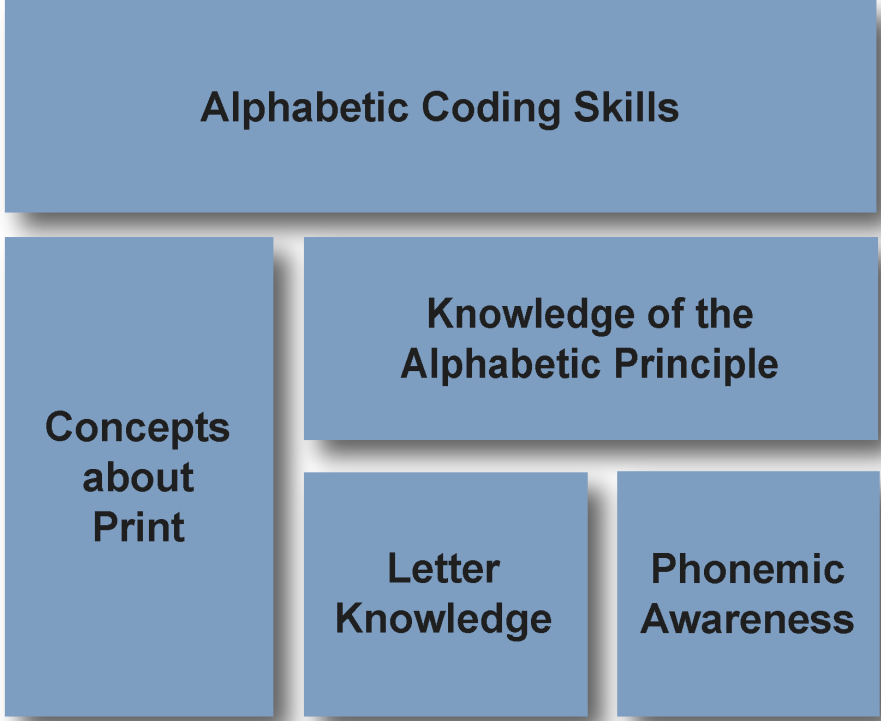 Alphabetic Coding Skills
Knowledge of the
Alphabetic Principle
Concepts
about
Print
Letter
Knowledge
Phonemic
Awareness